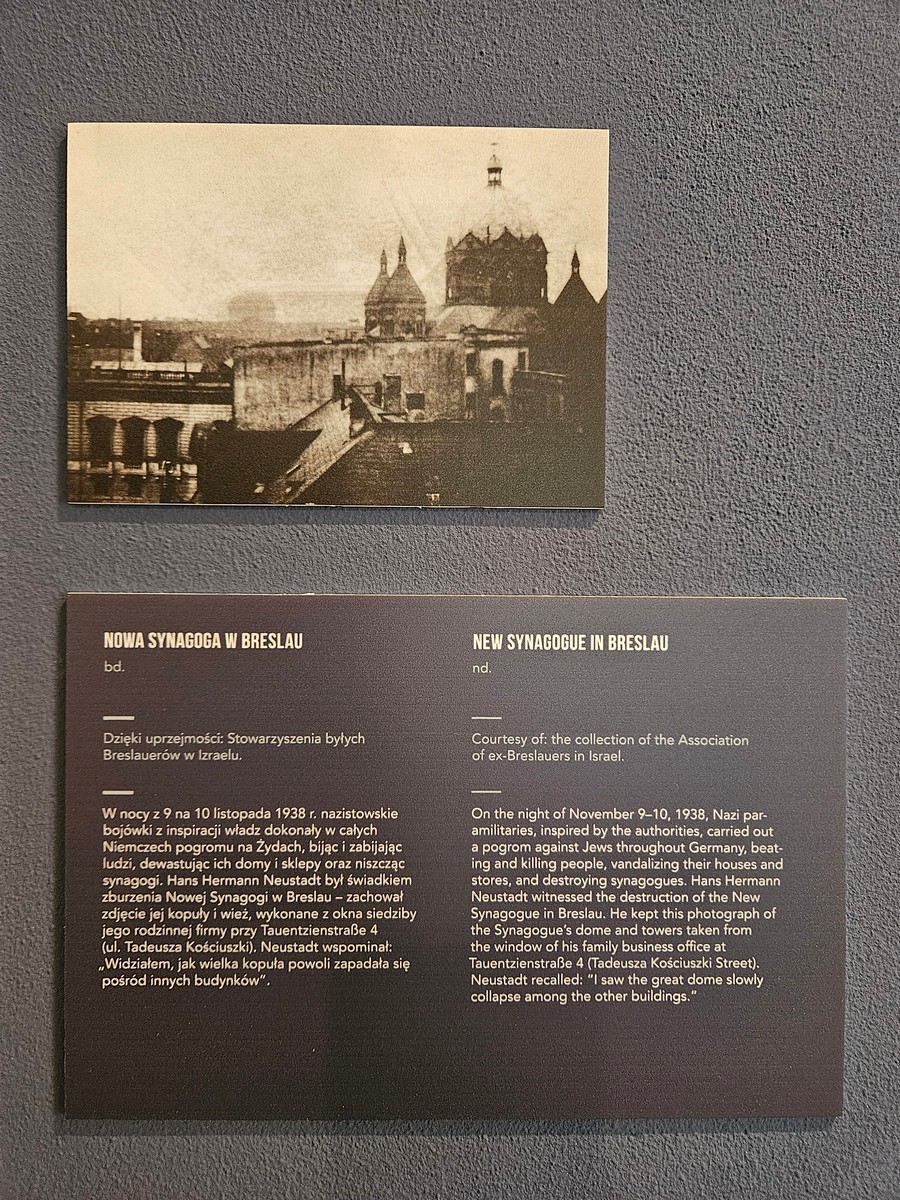 NOWA SYNAGOGA W BRESLAU
bd.
Dzięki uprzejmości: Stowarzyszenia byłych
Breslauerów w Izraelu.
W nocy z 9 na 10 listopada 1938 r. nazistowskie
bojówki z inspiracji władz dokonały w całych
Niemczech pogromu na Żydach, bijąc i zabijając
ludzi, dewastując ich domy i sklepy oraz niszcząc
synagogi. Hans Hermann Neustadt był świadkiem
zburzenia Nowej Synagogi w Breslau – zachował
zdjęcie jej kopuły i wież, wykonane z okna siedziby
jego rodzinnej firmy przy Tauentzienstraße 4
(ul. Tadeusza Kościuszki). Neustadt wspominał:
„Widziałem, jak wielka kopuła powoli zapadała się
pośród innych budynków”.
NEW SYNAGOGUE IN BRESLAU
nd.
Courtesy of: the collection of the Association
of ex-Breslauers in Israel.
On the night of November 9–10, 1938, Nazi par-
amilitaries, inspired by the authorities, carried out
a pogrom against Jews throughout Germany, beat-
ing and killing people, vandalizing their houses and
stores, and destroying synagogues. Hans Hermann
Neustadt witnessed the destruction of the New
Synagogue in Breslau. He kept this photograph of
the Synagogue’s dome and towers taken from
the window of his family business office at
Tauentzienstraße 4 (Tadeusza Kościuszki Street).
Neustadt recalled: “I saw the great dome slowly
collapse among the other buildings.”